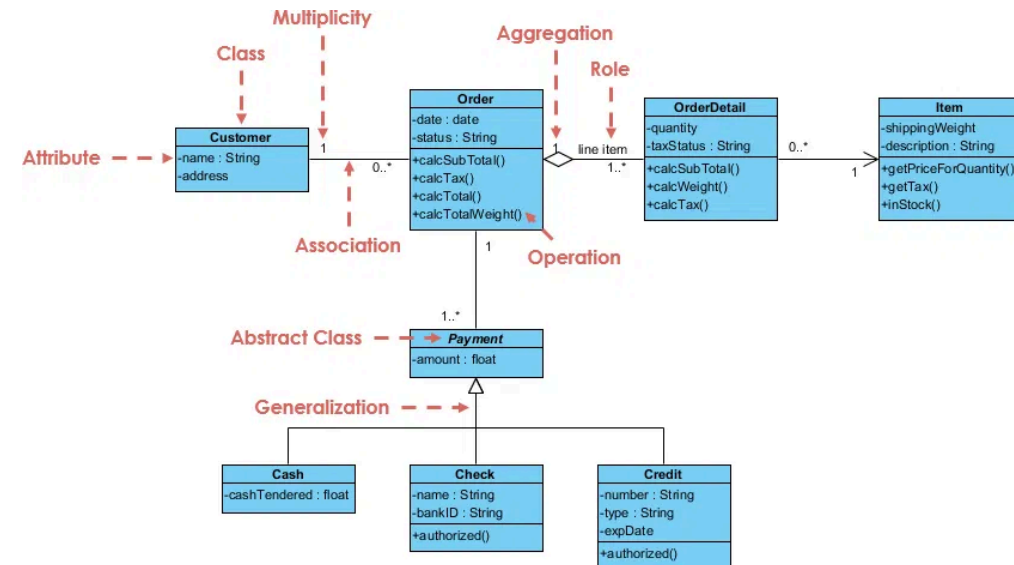 Multiplicity
Aggregation
Class
Role
Attribute
Customer
-name : String
-address
1
0..*
Association
Order
-date : date
-status : String
+calcSubTotal()
+calcTax()
+calcTotal()
+calcTotalWeight()
Operation
1
line item
1..*
OrderDetail
-quantity
-taxStatus : String
+calcSubTotal()
+calcWeight()
+calcTax()
0..*
1
Item
-shippingWeight
-description : String
+getPriceForQuantity()
+getTax()
+inStock()
1
1..*
Abstract Class
Payment
-amount : float
Generalization
Cash
-cashTendered : float
Check
-name : String
-bankID : String
+authorized()
Credit
-number : String
-type : String
-expDate
+authorized()